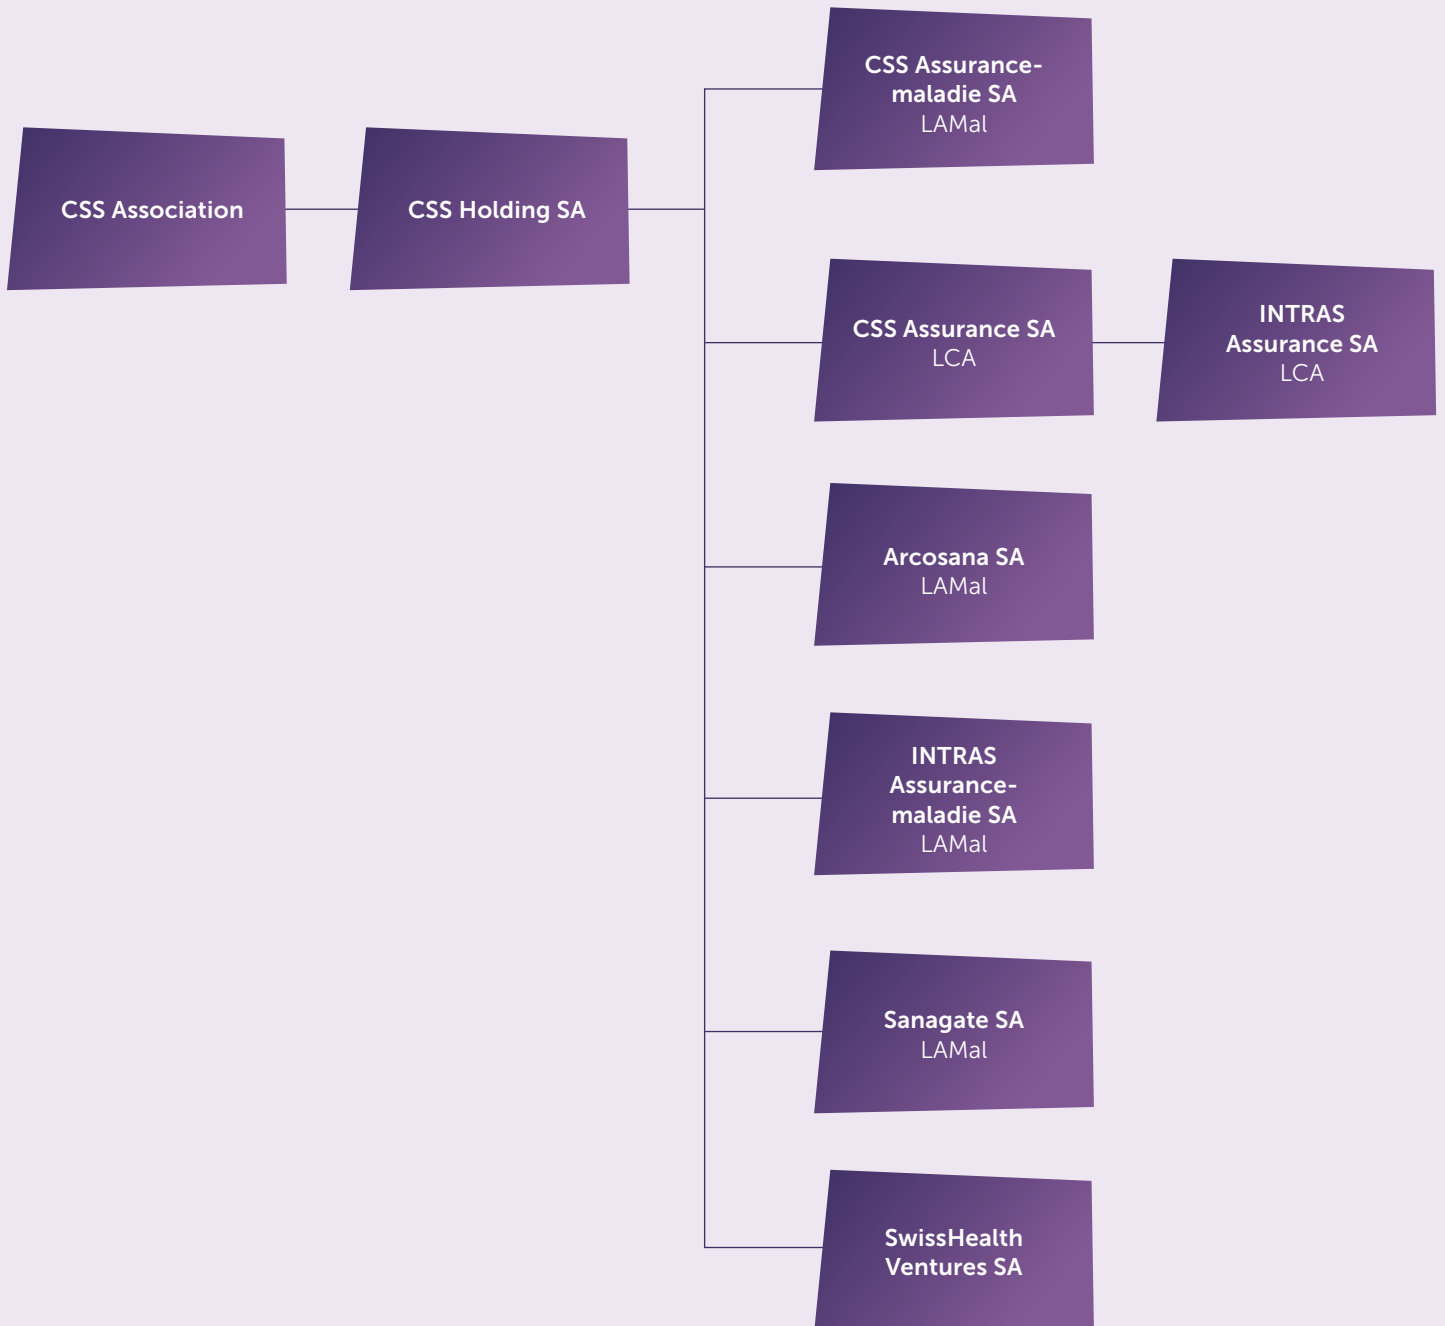 CSS Association
CSS Holding SA
CSS Assurance-
maladie SA
LAMal
CSS Assurance SA
LCA
INTRAS
Assurance SA
LCA
Arcosana SA
LAMal
INTRAS
Assurance-
maladie SA
LAMal
Sanagate SA
LAMal
SwissHealth
Ventures SA